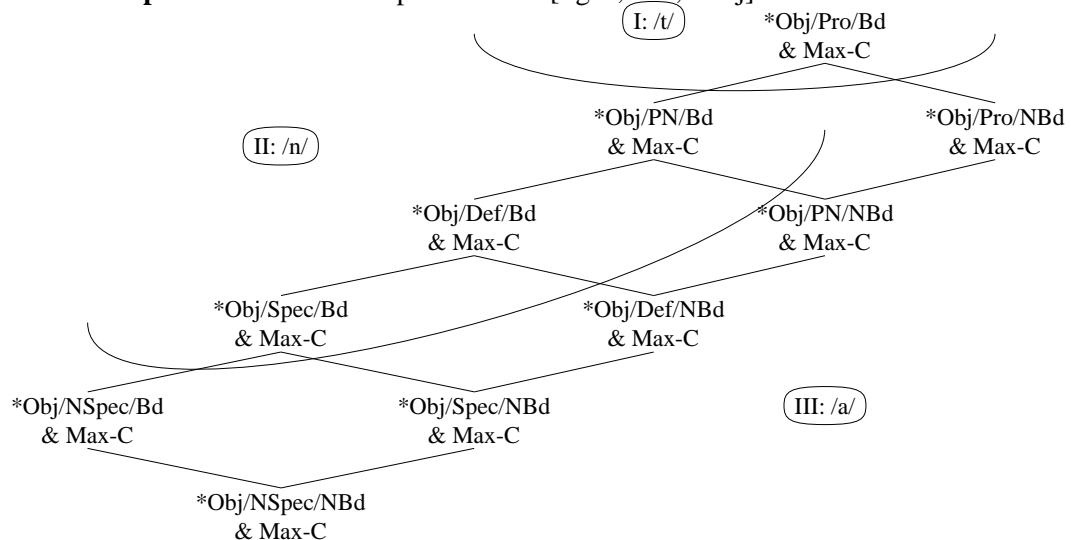 I: /t/
*Obj/Pro/Bd
& Max-C
*Obj/PN/Bd
& Max-C
*Obj/Pro/NBd
& Max-C
II: /n/
*Obj/Def/Bd
& Max-C
*Obj/PN/NBd
& Max-C
*Obj/Spec/Bd
& Max-C
*Obj/Def/NBd
& Max-C
*Obj/NSpec/Bd
& Max-C
*Obj/Spec/NBd
& Max-C
III: /a/
*Obj/NSpec/NBd
& Max-C